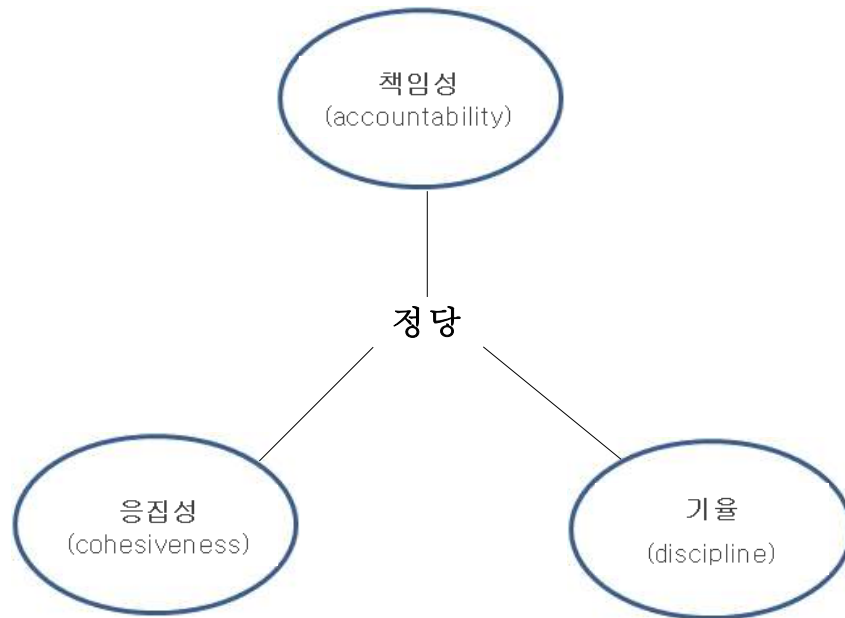 책임성
(accountability)
정당
응집성
(cohesiveness)
기율
(discipline)